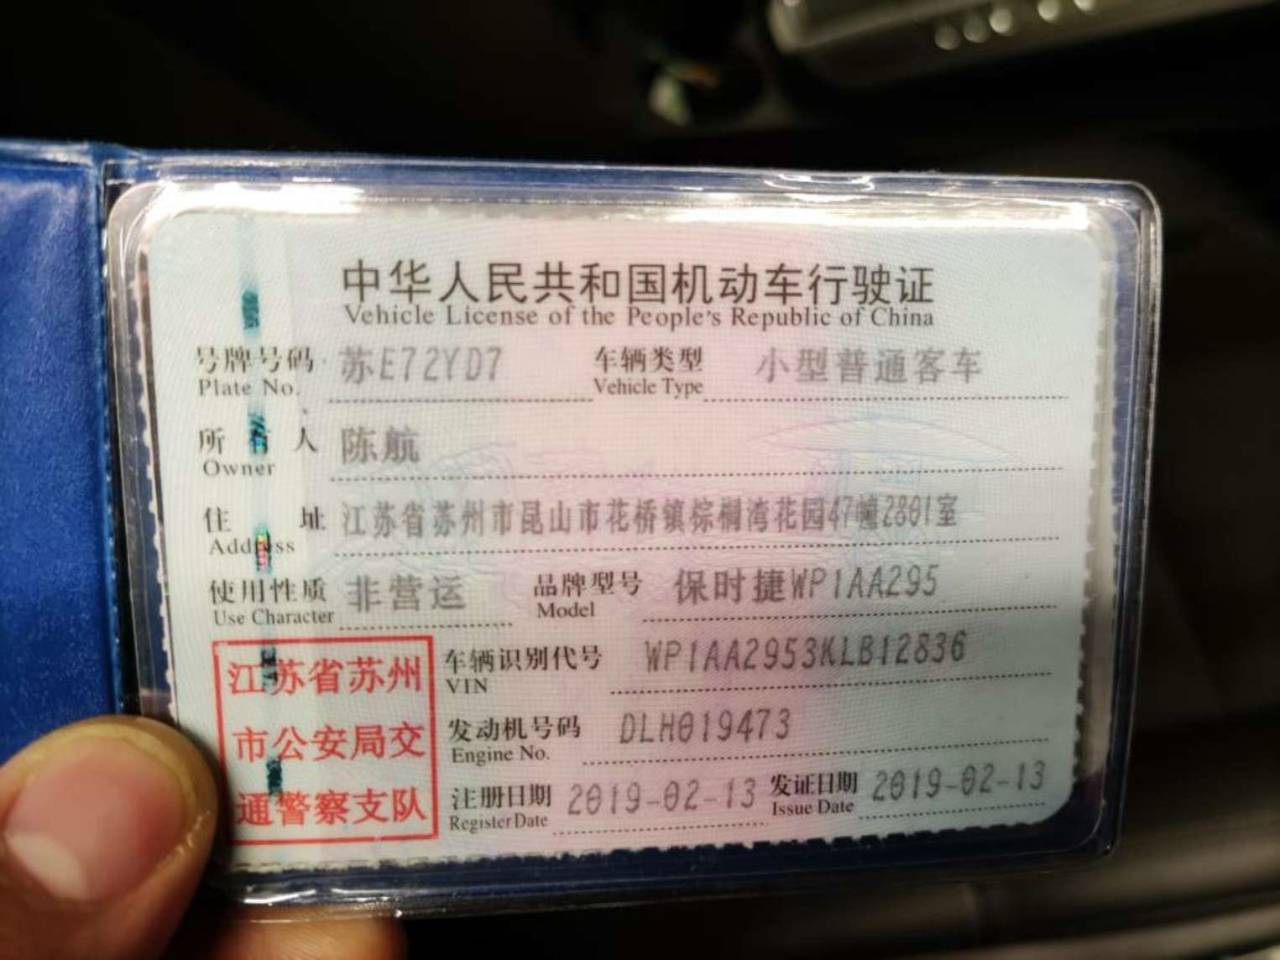 中华人民共和国机动车行驶证
Vehicle License of the People's Republic of China
号牌号码 苏E72YD7 车辆类型 小型普通客车
Plate No. Vehicle Type
所有人 陈航
Owner
住址 江苏省苏州市昆山市花桥镇棕榈湾花园47幢2801室
Address
使用性质 非营运 品牌型号 保时捷WP1AA295
Use Character Model
江苏省苏州 车辆识别代号 WP1AA2953KLB12836
VIN
市公安局交 发动机号码 DLH019473
Engine No.
通警察支队 注册日期 2019-02-13 发证日期 2019-02-13
Register Date Issue Date